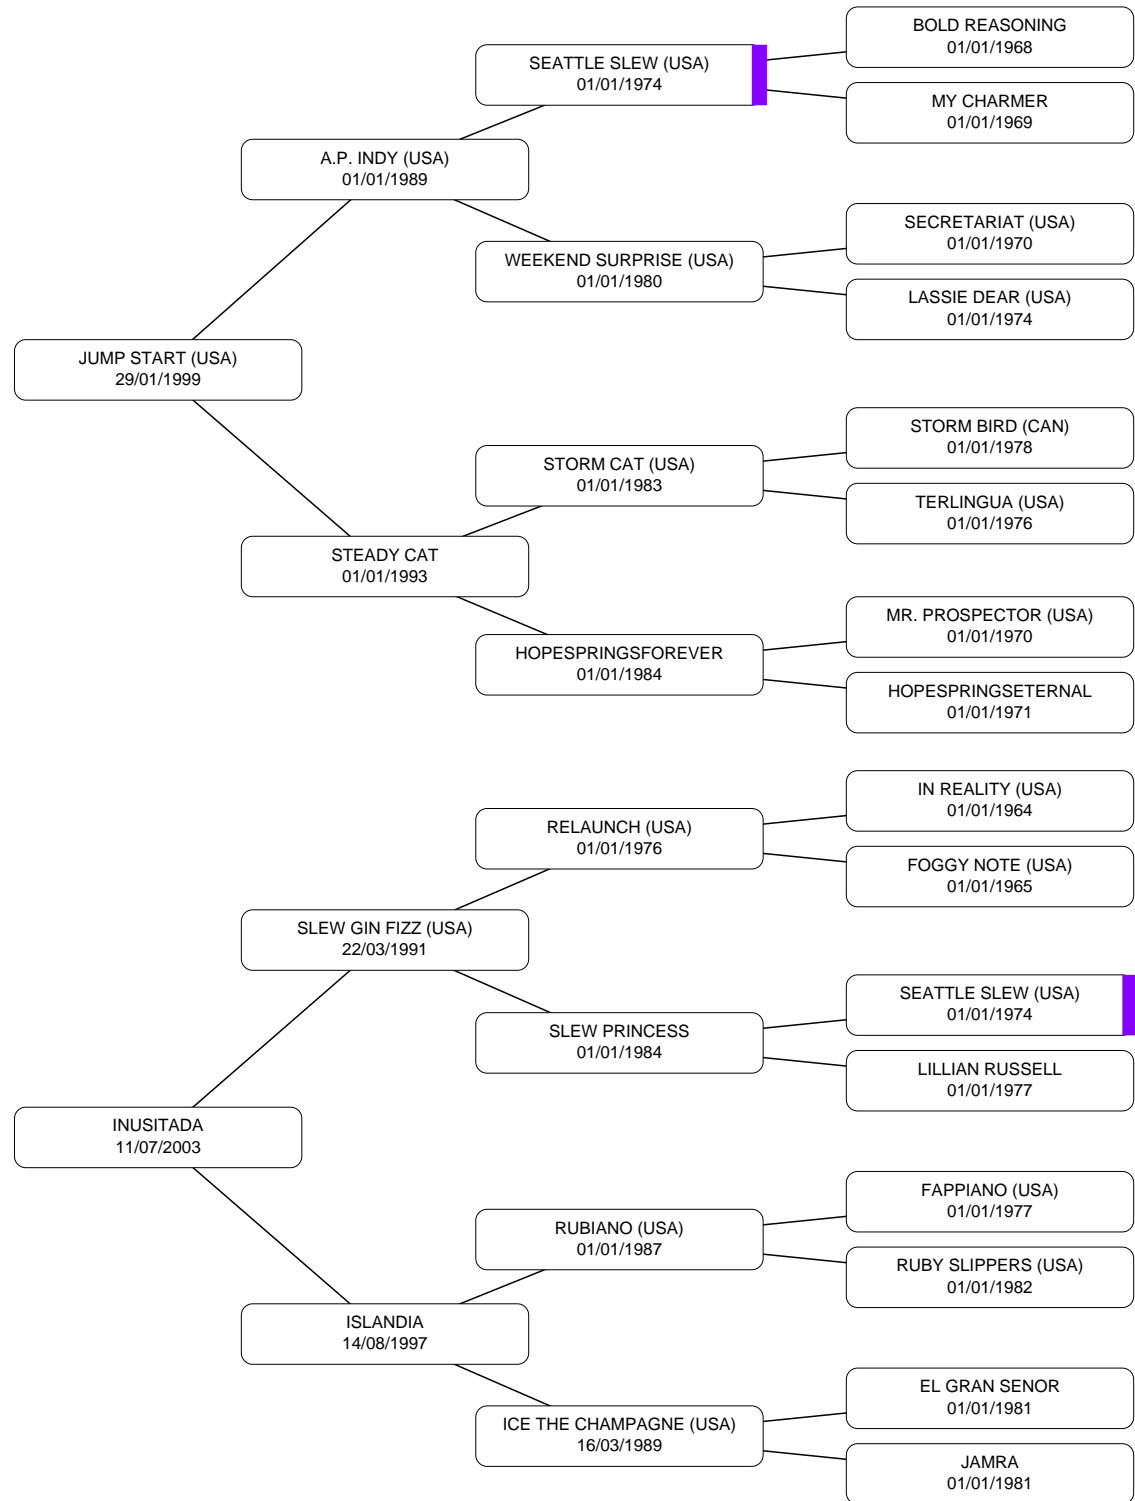 BOLD REASONING
01/01/1968
SEATTLE SLEW (USA)
01/01/1974
MY CHARMER
01/01/1969
A.P. INDY (USA)
01/01/1989
SECRETARIAT (USA)
01/01/1970
WEEKEND SURPRISE (USA)
01/01/1980
LASSIE DEAR (USA)
01/01/1974
JUMP START (USA)
29/01/1999
STORM BIRD (CAN)
01/01/1978
STORM CAT (USA)
01/01/1983
TERLINGUA (USA)
01/01/1976
STEADY CAT
01/01/1993
MR. PROSPECTOR (USA)
01/01/1970
HOPESPRINGSFOREVER
01/01/1984
HOPESPRINGSETERNAL
01/01/1971
IN REALITY (USA)
01/01/1964
RELAUNCH (USA)
01/01/1976
FOGGY NOTE (USA)
01/01/1965
SLEW GIN FIZZ (USA)
22/03/1991
SEATTLE SLEW (USA)
01/01/1974
SLEW PRINCESS
01/01/1984
LILLIAN RUSSELL
01/01/1977
INUSITADA
11/07/2003
FAPPIANO (USA)
01/01/1977
RUBIANO (USA)
01/01/1987
RUBY SLIPPERS (USA)
01/01/1982
ISLANDIA
14/08/1997
EL GRAN SENOR
01/01/1981
ICE THE CHAMPAGNE (USA)
16/03/1989
JAMRA
01/01/1981